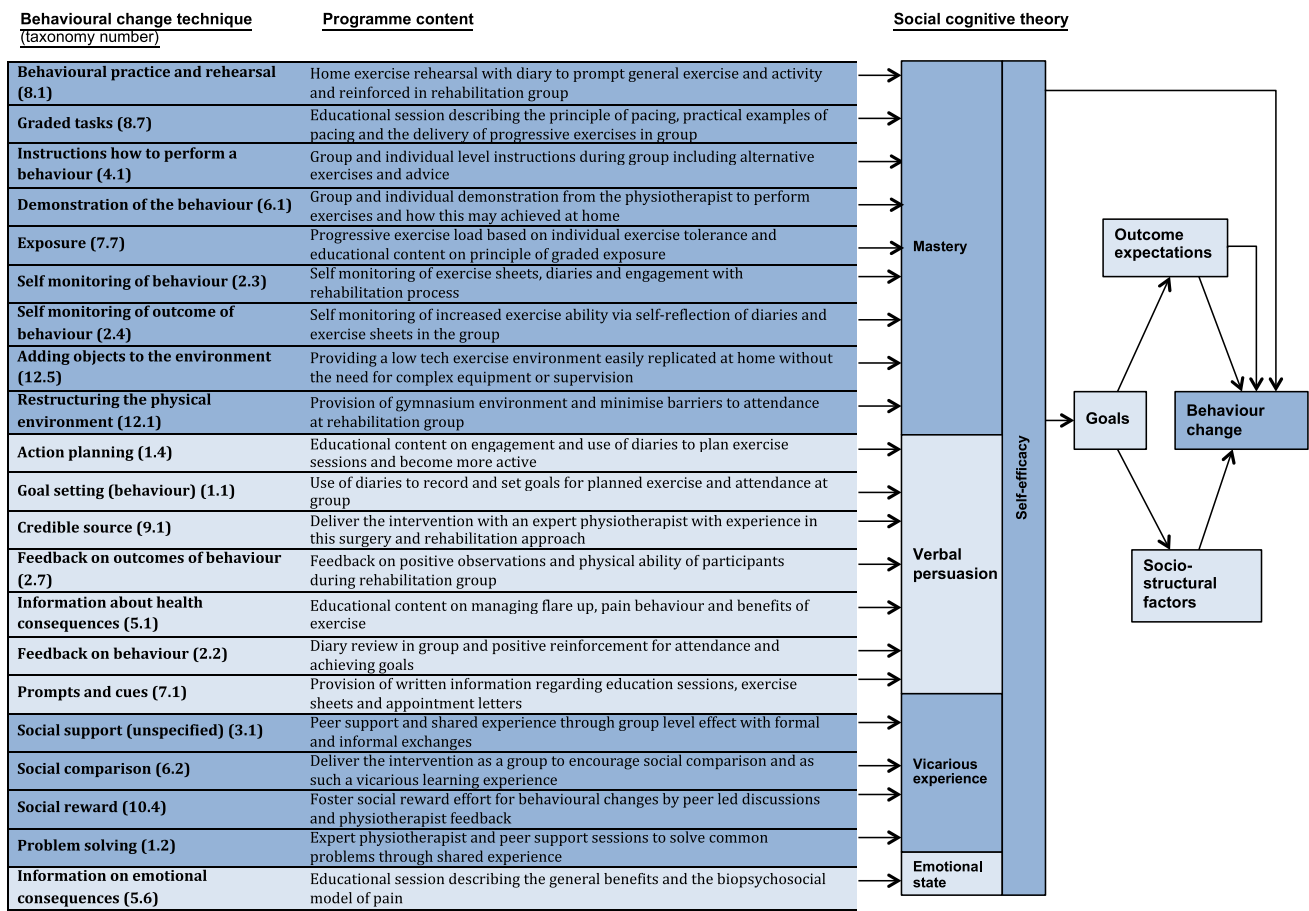 Behavioural change technique
(taxonomy number)
Programme content
Social cognitive theory
Behavioural practice and rehearsal
(8.1)
Home exercise rehearsal with diary to prompt general exercise and activity
and reinforced in rehabilitation group
Graded tasks (8.7)
Educational session describing the principle of pacing, practical examples of
pacing and the delivery of progressive exercises in group
Instructions how to perform a
behaviour (4.1)
Group and individual level instructions during group including alternative
exercises and advice
Demonstration of the behaviour (6.1)
Group and individual demonstration from the physiotherapist to perform
exercises and how this may achieved at home
Exposure (7.7)
Progressive exercise load based on individual exercise tolerance and
educational content on principle of graded exposure
Self monitoring of behaviour (2.3)
Self monitoring of exercise sheets, diaries and engagement with
rehabilitation process
Self monitoring of outcome of
behaviour (2.4)
Self monitoring of increased exercise ability via self-reflection of diaries and
exercise sheets in the group
Adding objects to the environment
(12.5)
Providing a low tech exercise environment easily replicated at home without
the need for complex equipment or supervision
Restructuring the physical
environment (12.1)
Provision of gymnasium environment and minimise barriers to attendance
at rehabilitation group
Action planning (1.4)
Educational content on engagement and use of diaries to plan exercise
sessions and become more active
Goal setting (behaviour) (1.1)
Use of diaries to record and set goals for planned exercise and attendance at
group
Credible source (9.1)
Deliver the intervention with an expert physiotherapist with experience in
this surgery and rehabilitation approach
Feedback on outcomes of behaviour
(2.7)
Feedback on positive observations and physical ability of participants
during rehabilitation group
Information about health
consequences (5.1)
Educational content on managing flare up, pain behaviour and benefits of
exercise
Feedback on behaviour (2.2)
Diary review in group and positive reinforcement for attendance and
achieving goals
Prompts and cues (7.1)
Provision of written information regarding education sessions, exercise
sheets and appointment letters
Social support (unspecified) (3.1)
Peer support and shared experience through group level effect with formal
and informal exchanges
Social comparison (6.2)
Deliver the intervention as a group to encourage social comparison and as
such a vicarious learning experience
Social reward (10.4)
Foster social reward effort for behavioural changes by peer led discussions
and physiotherapist feedback
Problem solving (1.2)
Expert physiotherapist and peer support sessions to solve common
problems through shared experience
Information on emotional
consequences (5.6)
Educational session describing the general benefits and the biopsychosocial
model of pain
Mastery
Verbal
persuasion
Vicarious
experience
Emotional
state
Self-efficacy
Goals
Outcome
expectations
Socio-
structural
factors
Behaviour
change